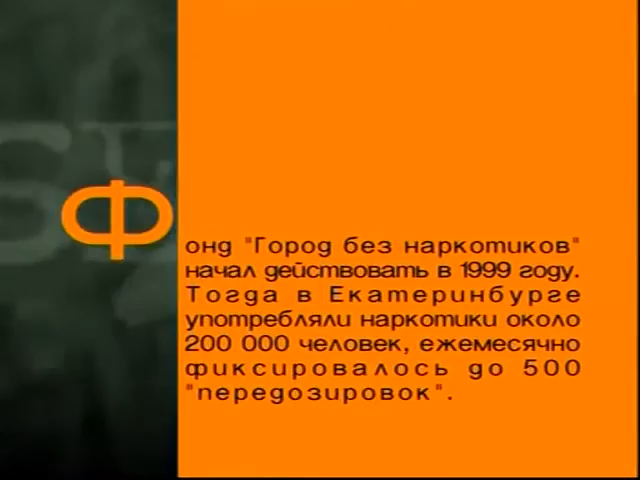 Фонд "Город без наркотиков"
начал действовать в 1999 году.
Тогда в Екатеринбурге
употребляли наркотики около
200 000 человек, ежемесячно
фиксировалось до 500
"передозировок".